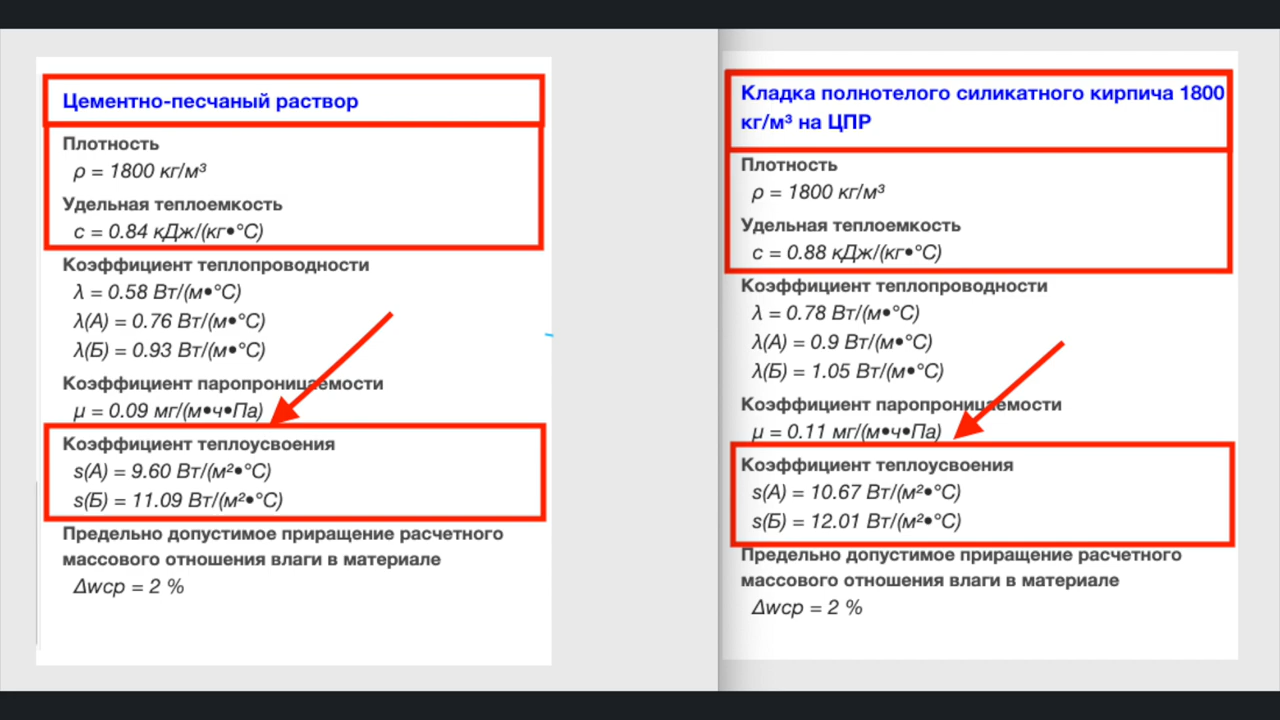 Цементно-песчаный раствор
Плотность
ρ = 1800 кг/м³
Удельная теплоемкость
c = 0.84 кДж/(кг•°С)
Коэффициент теплопроводности
λ = 0.58 Вт/(м•°С)
λ(А) = 0.76 Вт/(м•°С)
λ(Б) = 0.93 Вт/(м•°С)
Коэффициент паропроницаемости
μ = 0.09 мг/(м•ч•Па)
Коэффициент теплоусвоения
s(А) = 9.60 Вт/(м²•°С)
s(Б) = 11.09 Вт/(м²•°С)
Предельно допустимое приращение расчетного
массового отношения влаги в материале
Δwср = 2 %
Кладка полнотелого силикатного кирпича 1800
кг/м³ на ЦПР
Плотность
ρ = 1800 кг/м³
Удельная теплоемкость
c = 0.88 кДж/(кг•°С)
Коэффициент теплопроводности
λ = 0.78 Вт/(м•°С)
λ(А) = 0.9 Вт/(м•°С)
λ(Б) = 1.05 Вт/(м•°С)
Коэффициент паропроницаемости
μ = 0.11 мг/(м•ч•Па)
Коэффициент теплоусвоения
s(А) = 10.67 Вт/(м²•°С)
s(Б) = 12.01 Вт/(м²•°С)
Предельно допустимое приращение расчетного
массового отношения влаги в материале
Δwср = 2 %